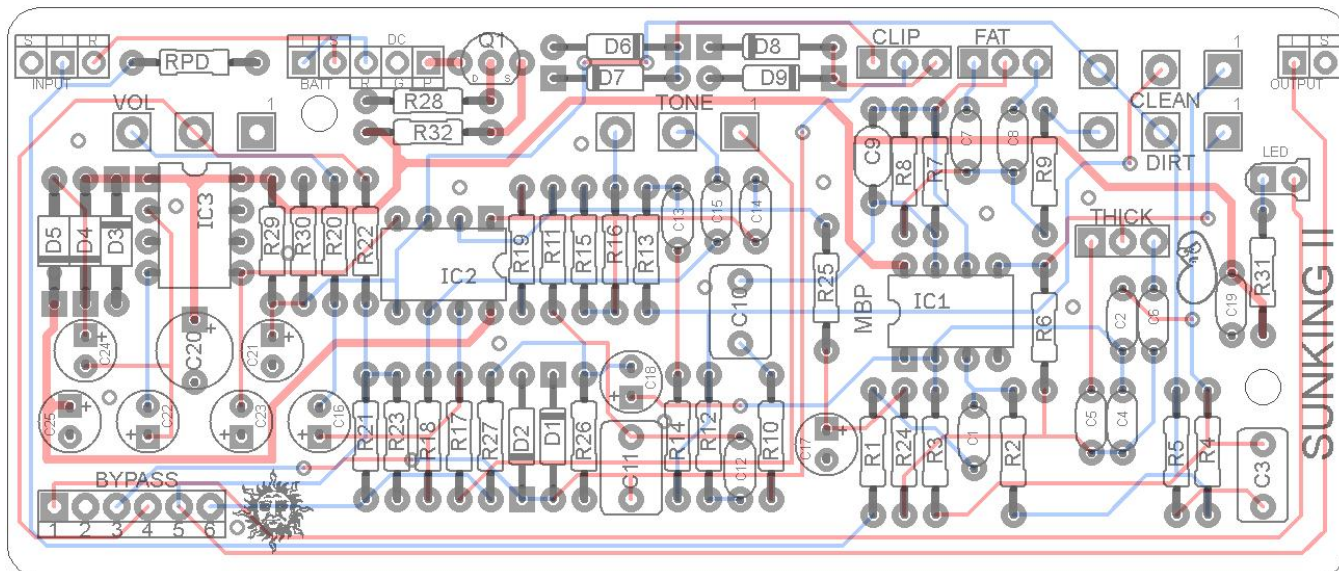 S I R
INPUT
RPD
I S DC
BATT R G P
Q1
D S
D6
D7
D8
D9
CLIP
FAT
1
I S
OUTPUT
R28
R32
VOL
1
TONE
1
CLEAN
1
DIRT
C9
R8
R7
C7
C8
R9
LED
D5
D4
D3
IC3
R29
R30
R20
R22
IC2
R19
R11
R15
R16
R13
C13
C15
C14
R25
MBP
IC1
R6
THICK
C2
C6
C19
R31
SUNKING II
C24
C20
C21
C10
C25
C22
C23
C16
R21
R23
R18
R17
R27
D2
D1
R26
C18
C11
R14
R12
C12
R10
C17
R1
R24
R3
C1
R2
C5
C4
R5
R4
C3
BYPASS
1 2 3 4 5 6